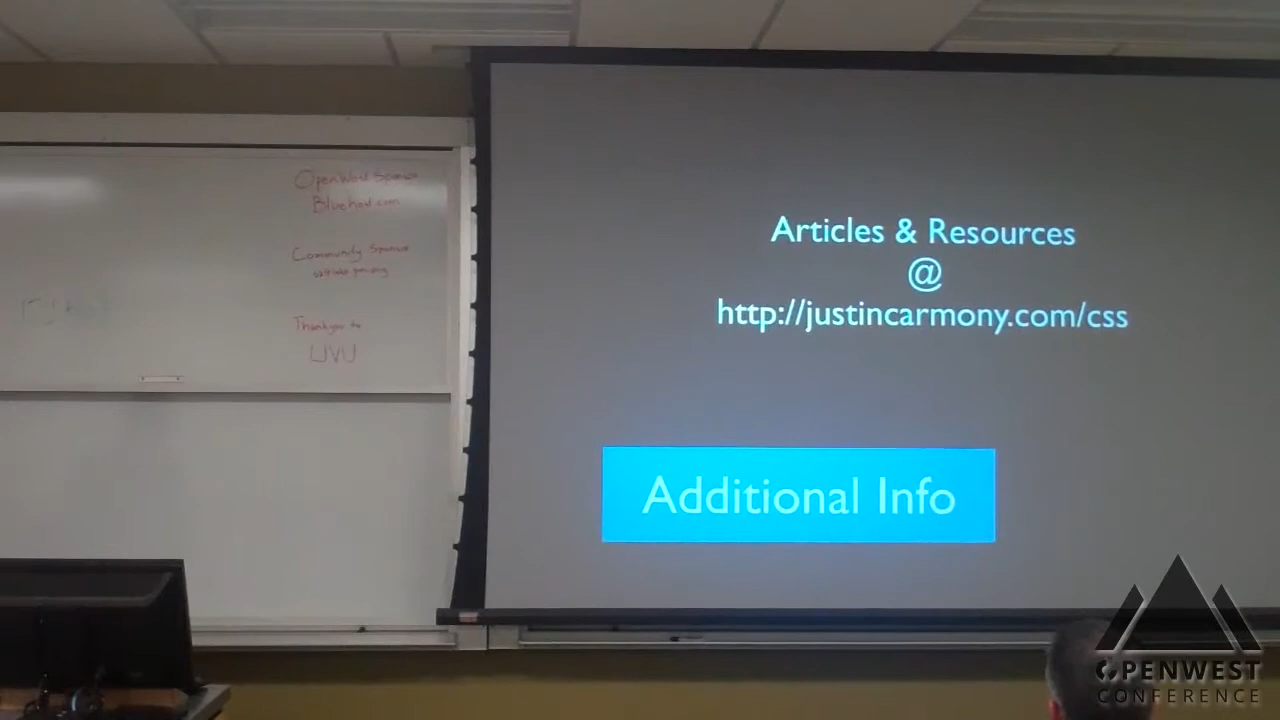 OpenWest Sponsor
Bluehost.com
Community Sponsor
Thank you to
UVU
Articles & Resources
@
http://justincarmony.com/css
Additional Info
OPENWEST
CONFERENCE